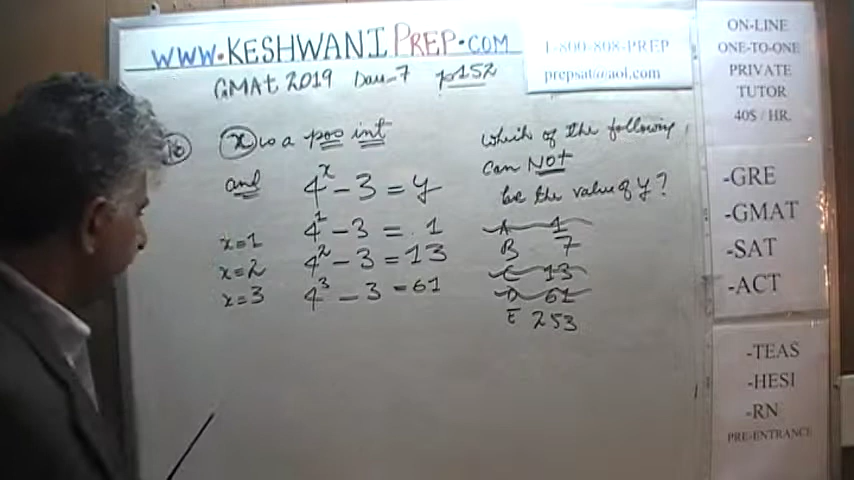 www.KESHWANIPREP.COM
1-800-808-PREP
prepsat@aol.com
GMAT 2019 Day-7 p152
16 x is a pos int
and 4^x - 3 = y
x=1 4^1 - 3 = 1
x=2 4^2 - 3 = 13
x=3 4^3 - 3 = 61
Which of the following
can NOT
be the value of y?
A 1
B 7
C 13
D 61
E 253
ON-LINE
ONE-TO-ONE
PRIVATE
TUTOR
40$ / HR.
-GRE
-GMAT
-SAT
-ACT
-TEAS
-HESI
-RN
PRE-ENTRANCE